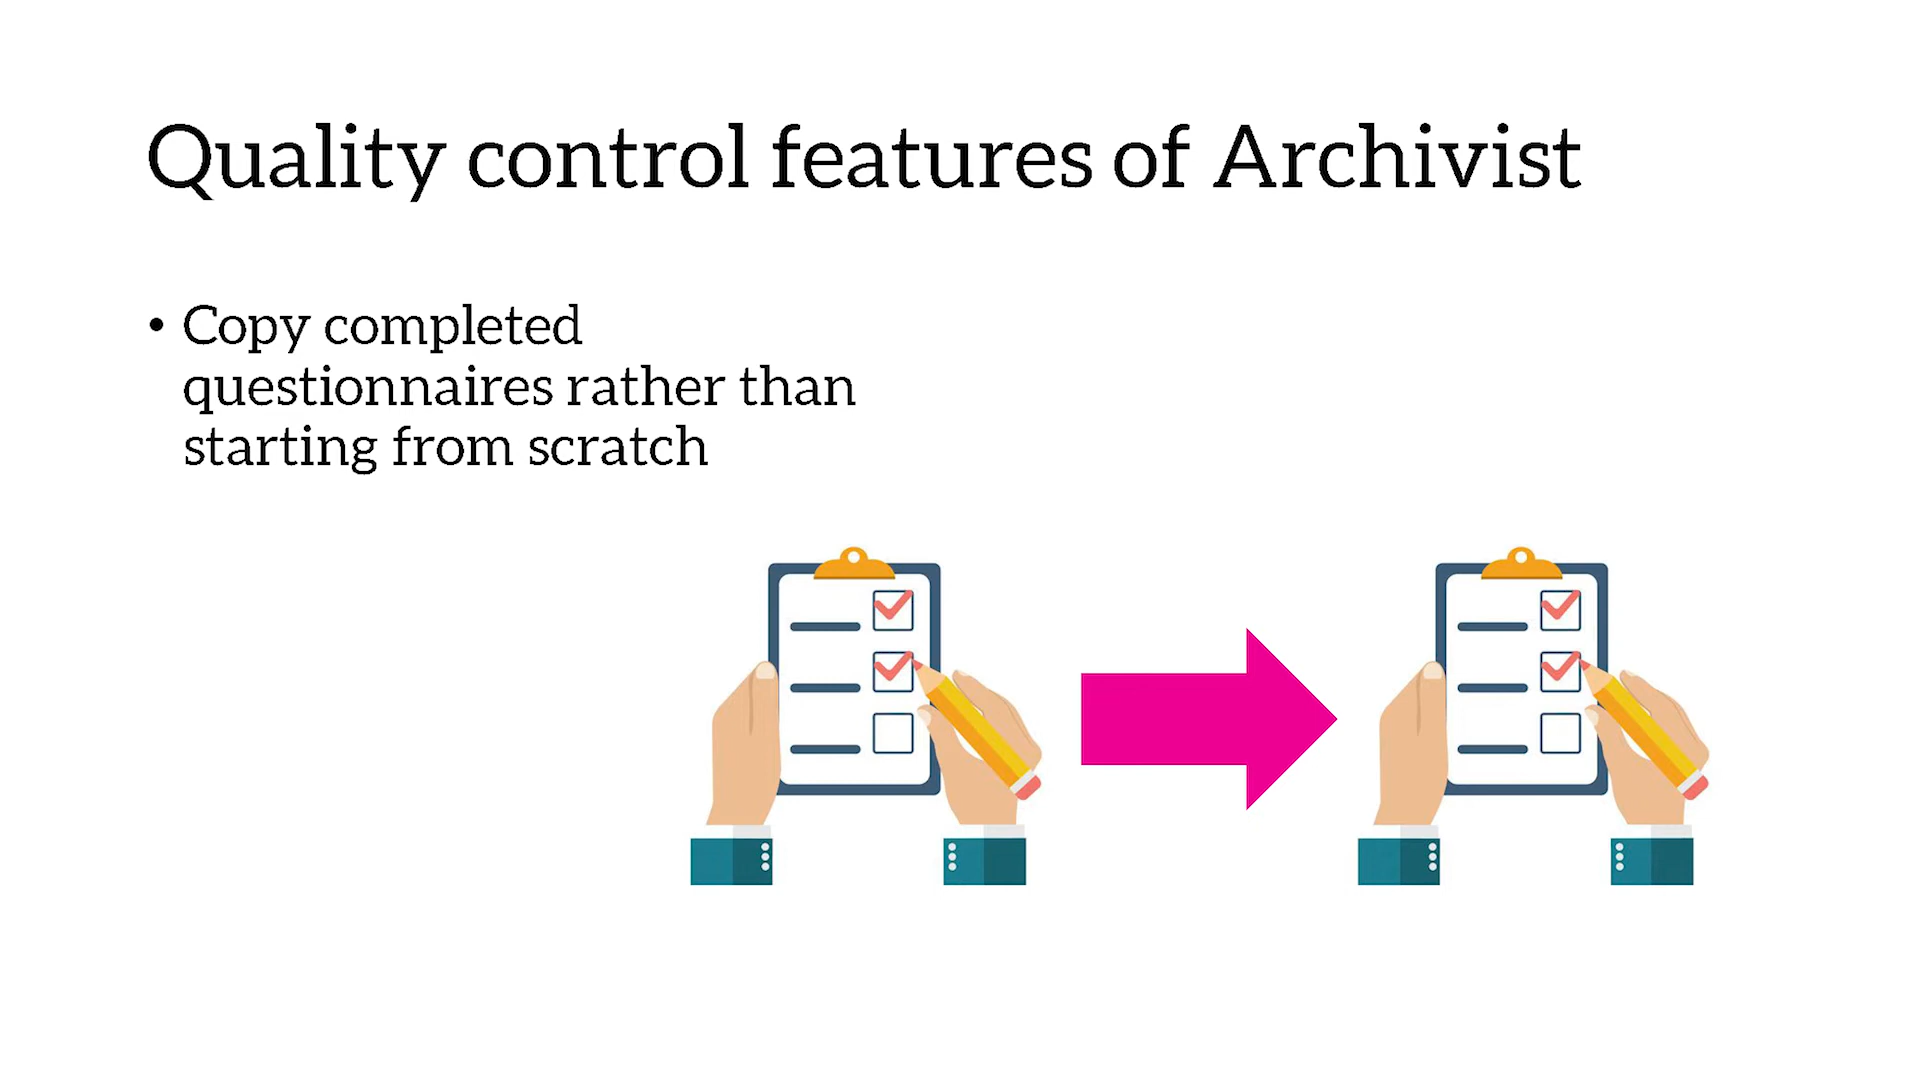 Quality control features of Archivist
• Copy completed
questionnaires rather than
starting from scratch